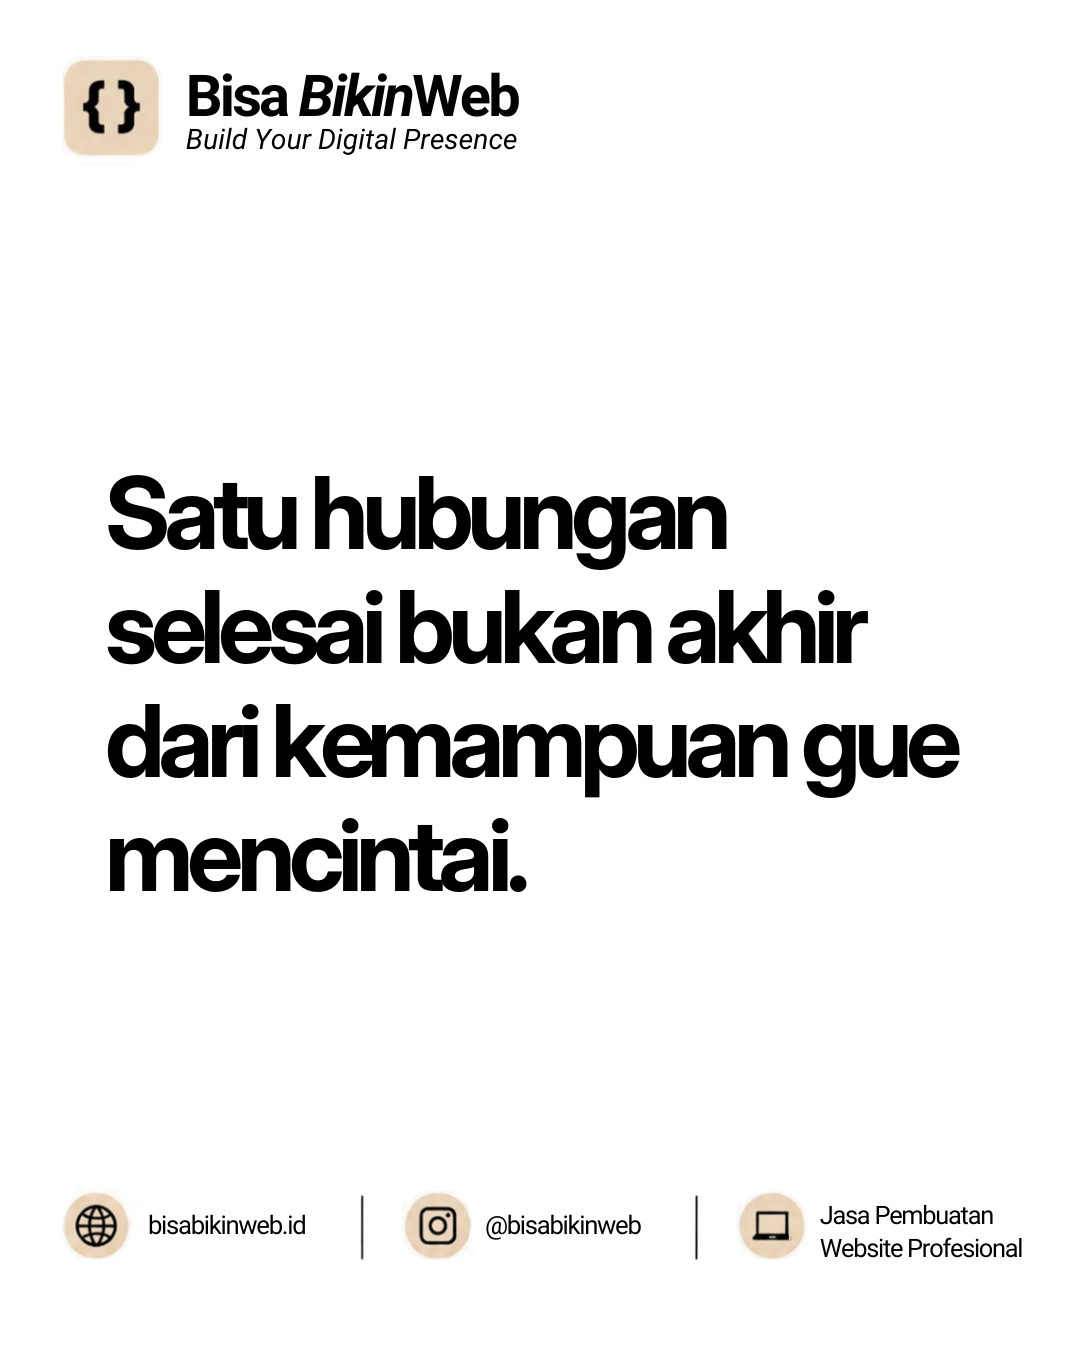 { }
Bisa BikinWeb
Build Your Digital Presence
Satu hubungan
selesai bukan akhir
dari kemampuan gue
mencintai.
bisabikinweb.id
@bisabikinweb
Jasa Pembuatan
Website Profesional